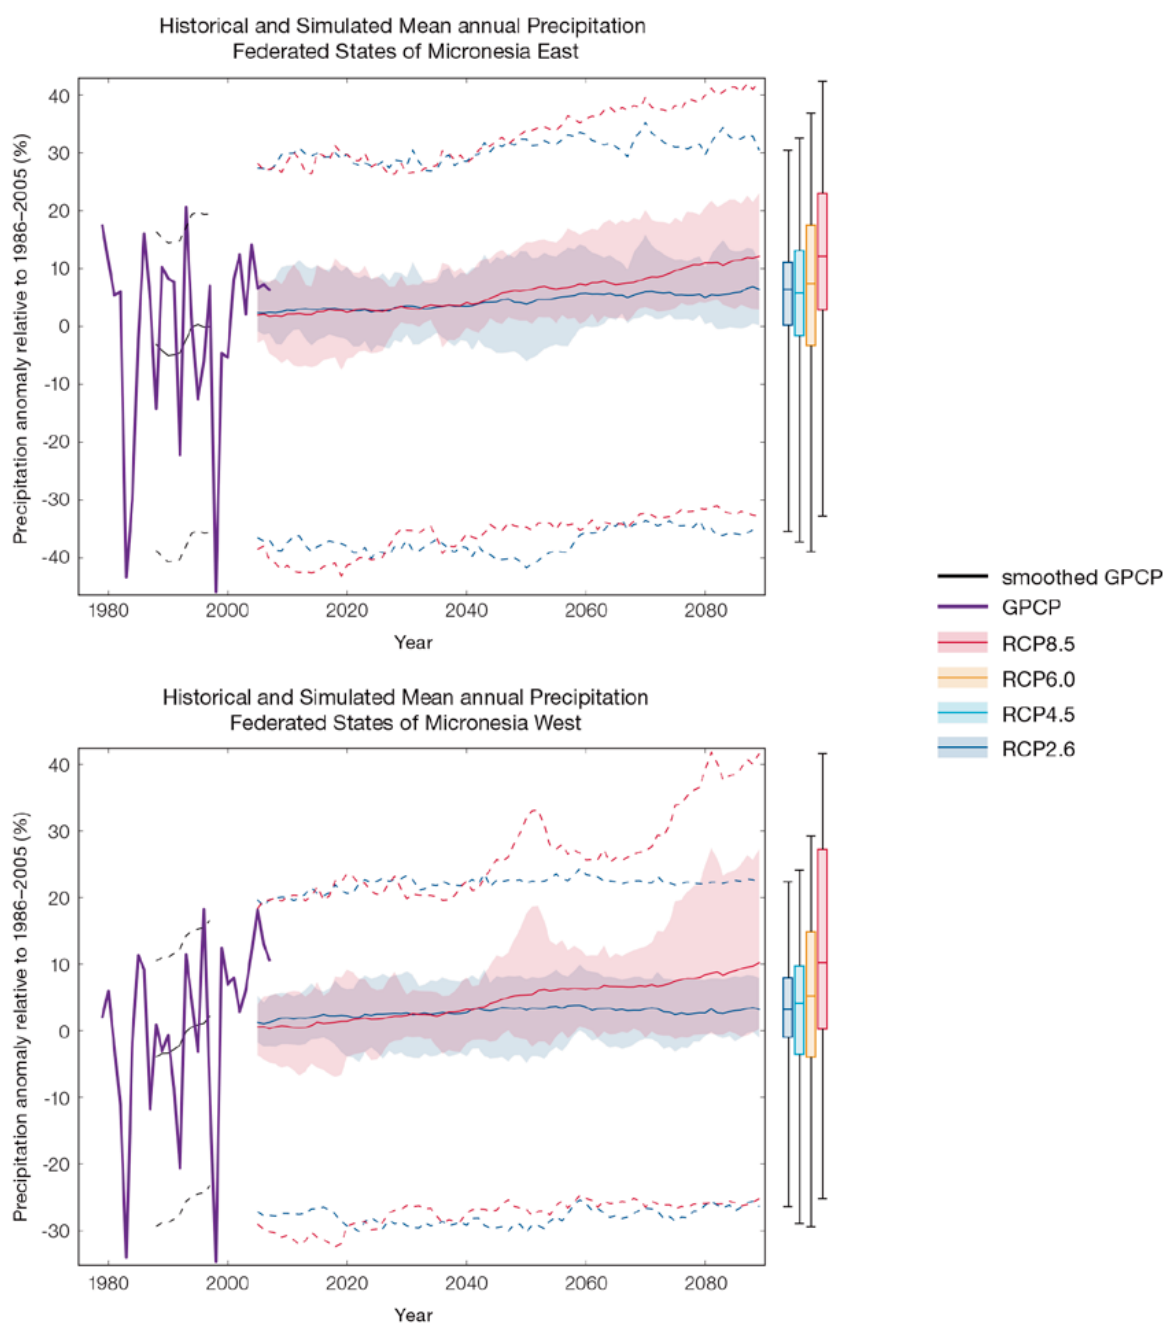 Historical and Simulated Mean annual Precipitation
Federated States of Micronesia East
Precipitation anomaly relative to 1986–2005 (%)
40
30
20
10
0
-10
-20
-30
-40
1980 2000 2020 2040 2060 2080
Year
smoothed GPCP
GPCP
RCP8.5
RCP6.0
RCP4.5
RCP2.6
Historical and Simulated Mean annual Precipitation
Federated States of Micronesia West
Precipitation anomaly relative to 1986–2005 (%)
40
30
20
10
0
-10
-20
-30
1980 2000 2020 2040 2060 2080
Year